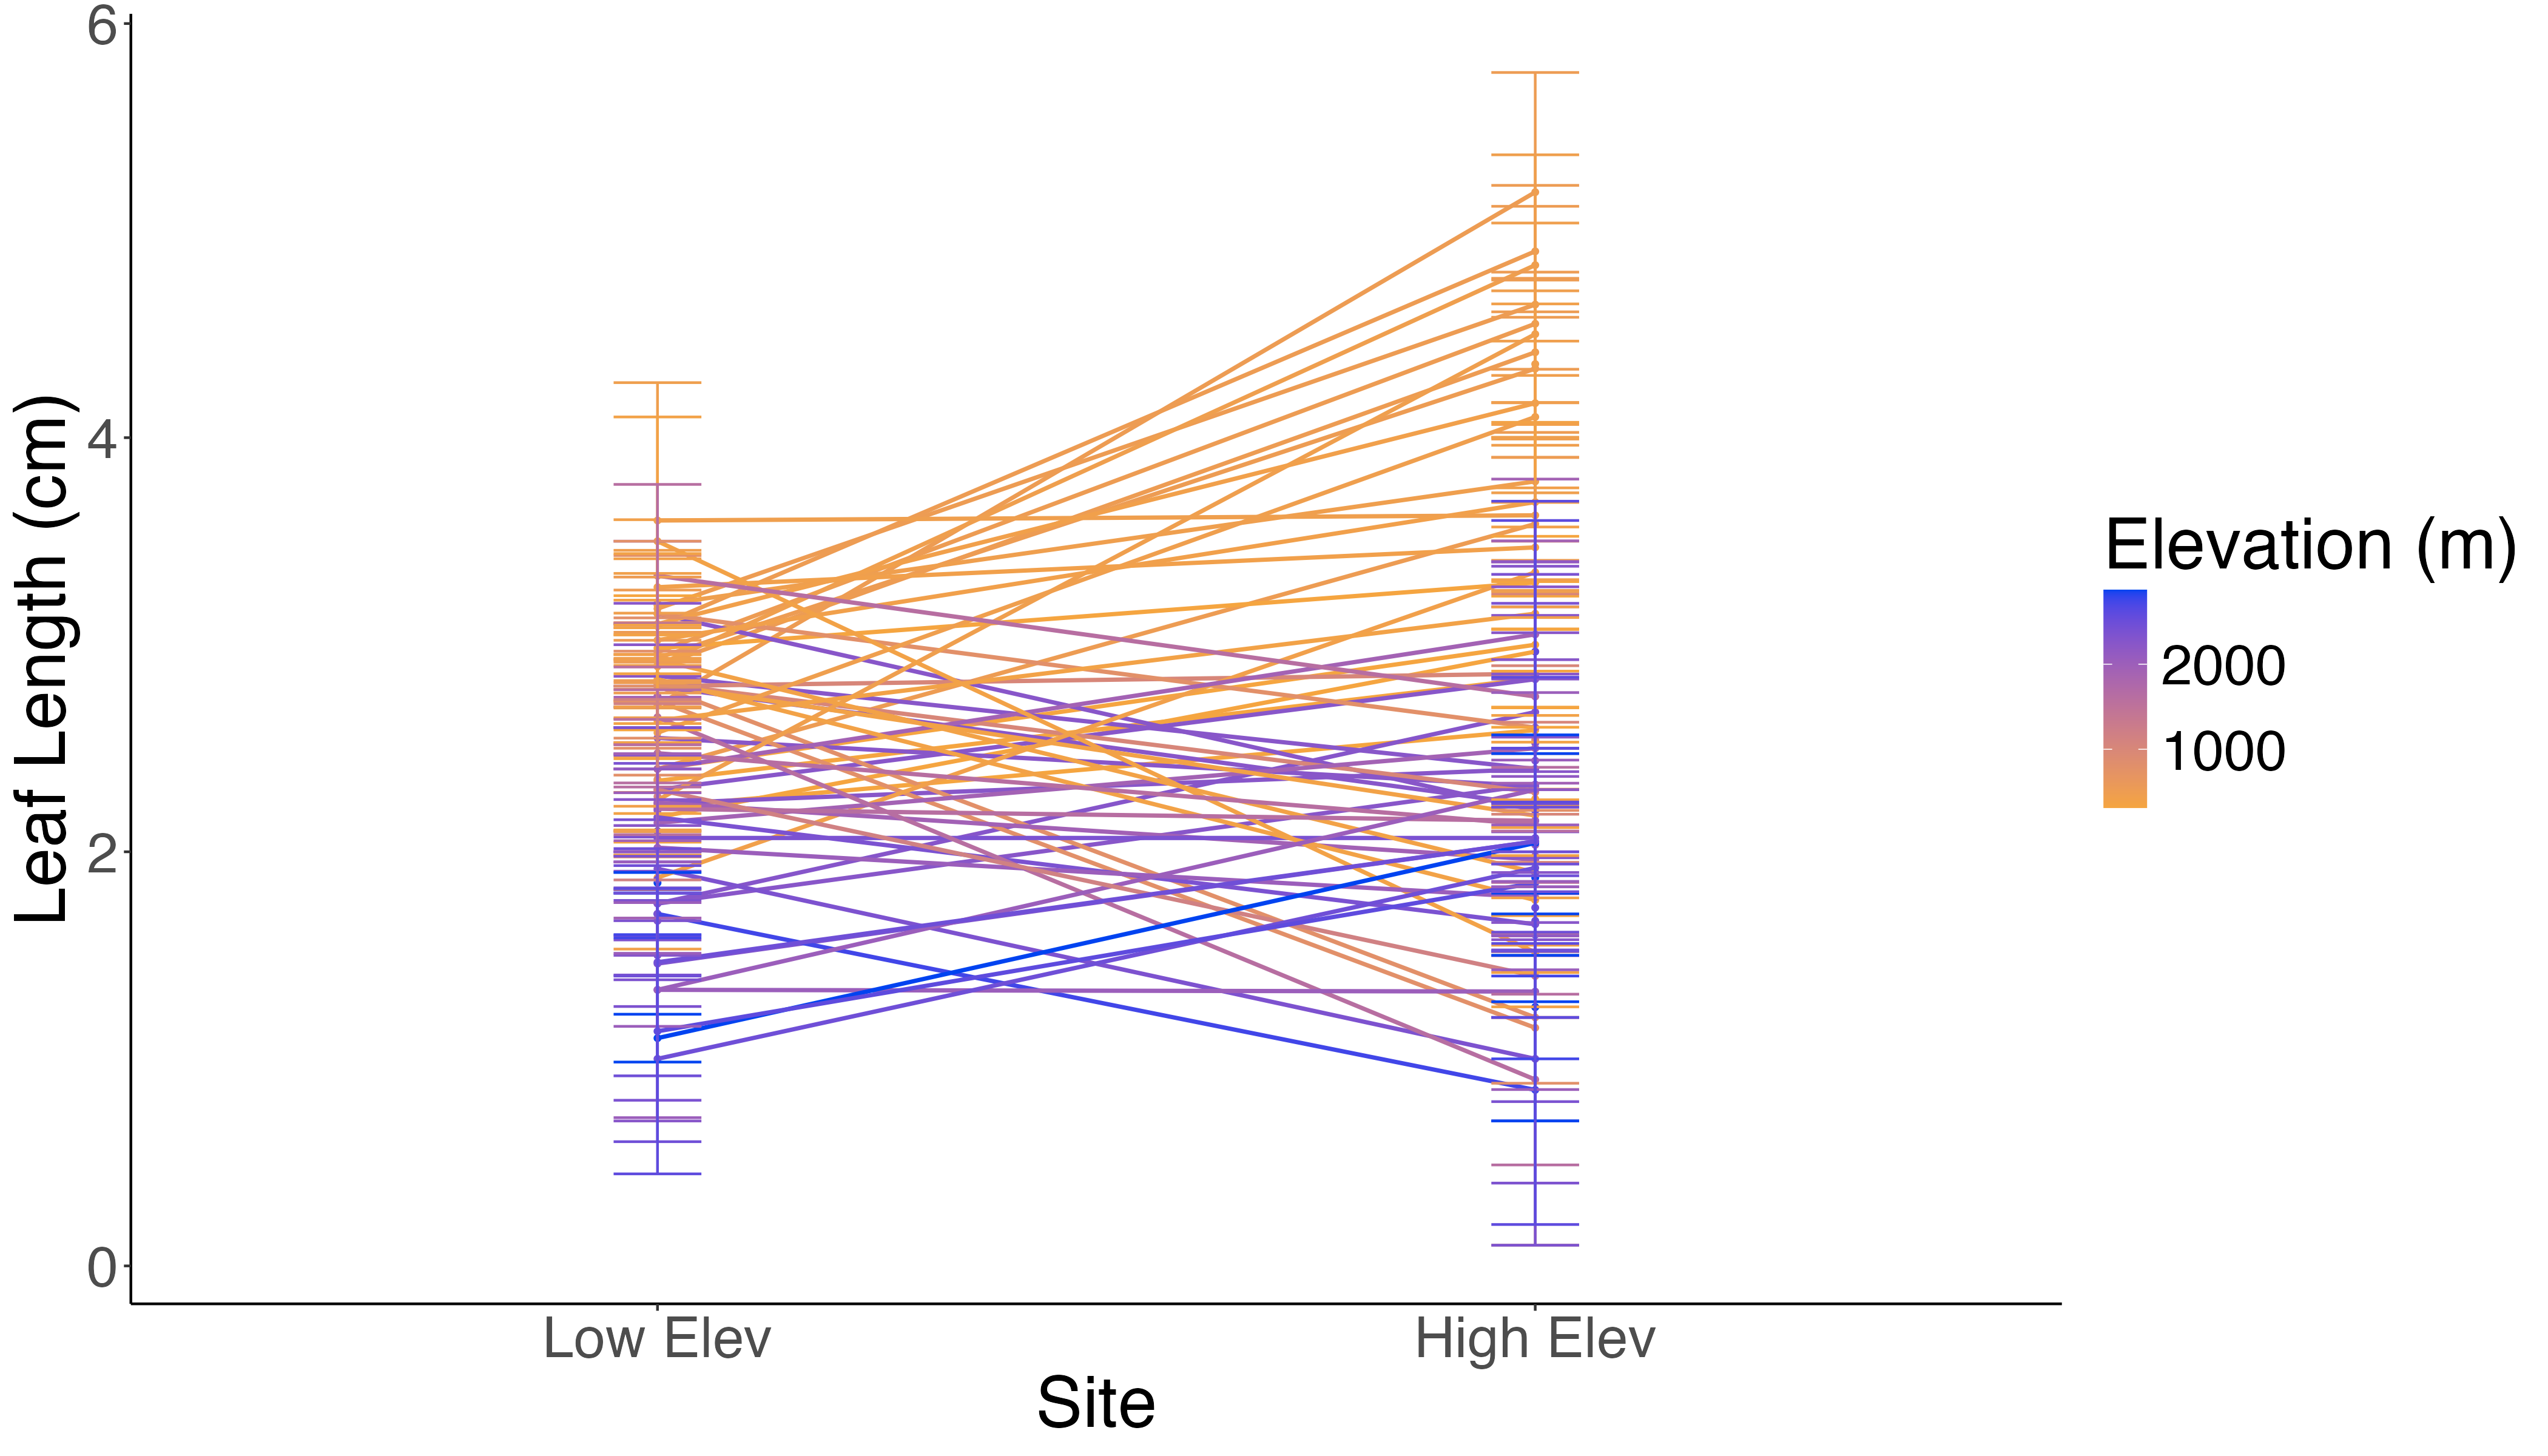 Leaf Length (cm)
6
4
2
0
Low Elev
High Elev
Site
Elevation (m)
2000
1000